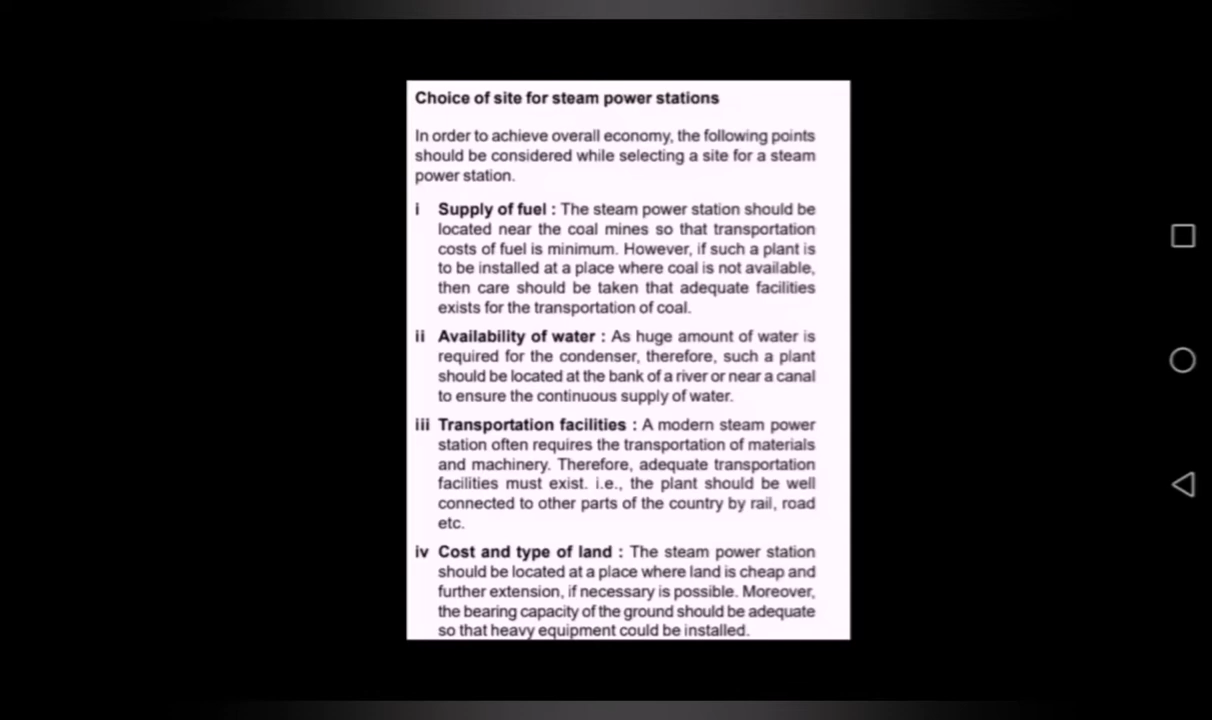 Choice of site for steam power stations
In order to achieve overall economy, the following points
should be considered while selecting a site for a steam
power station.
i Supply of fuel : The steam power station should be
located near the coal mines so that transportation
costs of fuel is minimum. However, if such a plant is
to be installed at a place where coal is not available,
then care should be taken that adequate facilities
exists for the transportation of coal.
ii Availability of water : As huge amount of water is
required for the condenser, therefore, such a plant
should be located at the bank of a river or near a canal
to ensure the continuous supply of water.
iii Transportation facilities : A modern steam power
station often requires the transportation of materials
and machinery. Therefore, adequate transportation
facilities must exist. i.e., the plant should be well
connected to other parts of the country by rail, road
etc.
iv Cost and type of land : The steam power station
should be located at a place where land is cheap and
further extension, if necessary is possible. Moreover,
the bearing capacity of the ground should be adequate
so that heavy equipment could be installed.